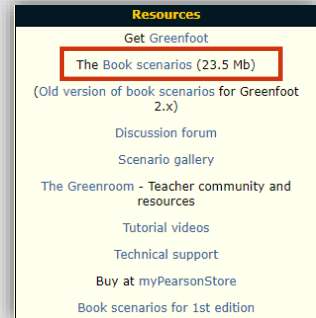 Resources
Get Greenfoot
The Book scenarios (23.5 Mb)
(Old version of book scenarios for Greenfoot
2.x)
Discussion forum
Scenario gallery
The Greenroom - Teacher community and
resources
Tutorial videos
Technical support
Buy at myPearsonStore
Book scenarios for 1st edition